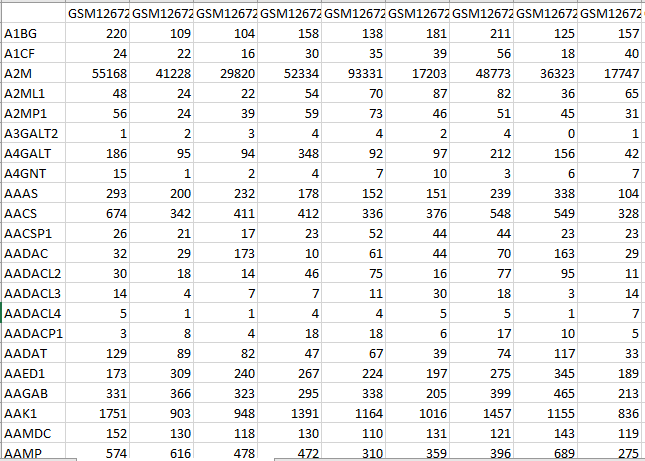 GSM12672 GSM12672 GSM12672 GSM12672 GSM12672 GSM12672 GSM12672 GSM12672 GSM12672
A1BG 220 109 104 158 138 181 211 125 157
A1CF 24 22 16 30 35 39 56 18 40
A2M 55168 41228 29820 52334 93331 17203 48773 36323 17747
A2ML1 48 24 22 54 70 87 82 36 65
A2MP1 56 24 39 59 73 46 51 45 31
A3GALT2 1 2 3 4 4 2 4 0 1
A4GALT 186 95 94 348 92 97 212 156 42
A4GNT 15 1 2 4 7 10 3 6 7
AAAS 293 200 232 178 152 151 239 338 104
AACS 674 342 411 412 336 376 548 549 328
AACSP1 26 21 17 23 52 44 44 23 23
AADAC 32 29 173 10 61 44 70 163 29
AADACL2 30 18 14 46 75 16 77 95 11
AADACL3 14 4 7 7 11 30 18 3 14
AADACL4 5 1 1 4 4 5 5 1 7
AADACP1 3 8 4 18 18 6 17 10 5
AADAT 129 89 82 47 67 39 74 117 33
AAED1 173 309 240 267 224 197 275 345 189
AAGAB 331 366 323 295 338 205 399 465 213
AAK1 1751 903 948 1391 1164 1016 1457 1155 836
AAMDC 152 130 118 130 110 131 121 143 119
AAMP 574 616 478 472 310 359 396 689 275